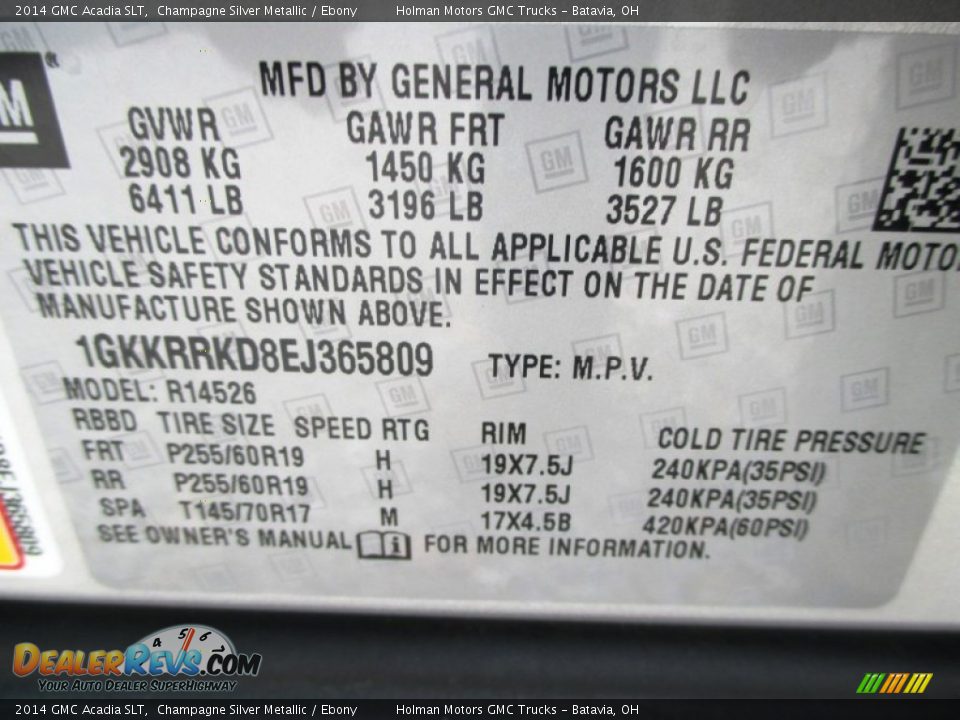 2014 GMC Acadia SLT, Champagne Silver Metallic / Ebony Holman Motors GMC Trucks - Batavia, OH
GM
MFD BY GENERAL MOTORS LLC
GVWR GAWR FRT GAWR RR
2908 KG 1450 KG 1600 KG
6411 LB 3196 LB 3527 LB
THIS VEHICLE CONFORMS TO ALL APPLICABLE U.S. FEDERAL MOTO
VEHICLE SAFETY STANDARDS IN EFFECT ON THE DATE OF
MANUFACTURE SHOWN ABOVE.
1GKKRRKD8EJ365809 TYPE: M.P.V.
MODEL: R14526
RBBD TIRE SIZE SPEED RTG RIM COLD TIRE PRESSURE
FRT P255/60R19 H 19X7.5J 240KPA(35PSI)
RR P255/60R19 H 19X7.5J 240KPA(35PSI)
SPA T145/70R17 M 17X4.5B 420KPA(60PSI)
SEE OWNER'S MANUAL i FOR MORE INFORMATION.
4 5 6
DEALERREVS.COM
YOUR AUTO DEALER SUPERHIGHWAY
2014 GMC Acadia SLT, Champagne Silver Metallic / Ebony Holman Motors GMC Trucks - Batavia, OH